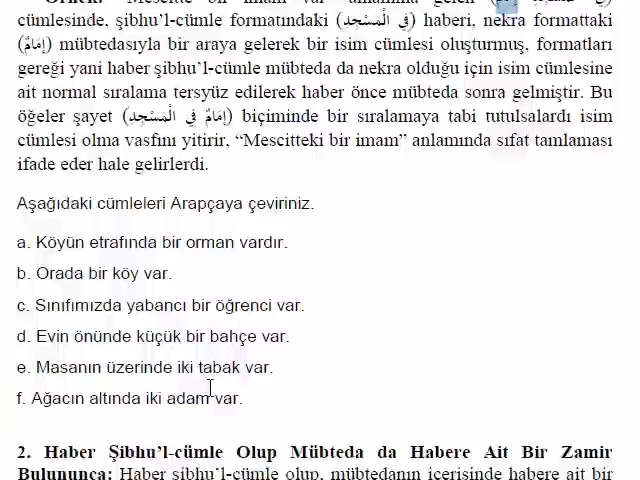 cümlesinde, şibhu’l-cümle formatındaki (فِي الْمَسْجِدِ) haberi, nekra formattaki
(إِمَامٌ) mübtedasıyla bir araya gelerek bir isim cümlesi oluşturmuş, formatları
gereği yani haber şibhu’l-cümle mübteda da nekra olduğu için isim cümlesine
ait normal sıralama tersyüz edilerek haber önce mübteda sonra gelmiştir. Bu
öğeler şayet (إِمَامٌ فِي الْمَسْجِدِ) biçiminde bir sıralamaya tabi tutulsalardı isim
cümlesi olma vasfını yitirir, “Mescitteki bir imam” anlamında sıfat tamlaması
ifade eder hale gelirlerdi.
Aşağıdaki cümleleri Arapçaya çeviriniz.
a. Köyün etrafında bir orman vardır.
b. Orada bir köy var.
c. Sınıfımızda yabancı bir öğrenci var.
d. Evin önünde küçük bir bahçe var.
e. Masanın üzerinde iki tabak var.
f. Ağacın altında iki adam var.
2. Haber Şibhu’l-cümle Olup Mübteda da Habere Ait Bir Zamir
Bulununca: Haber şibhu’l-cümle olup, mübtedanın içerisinde habere ait bir